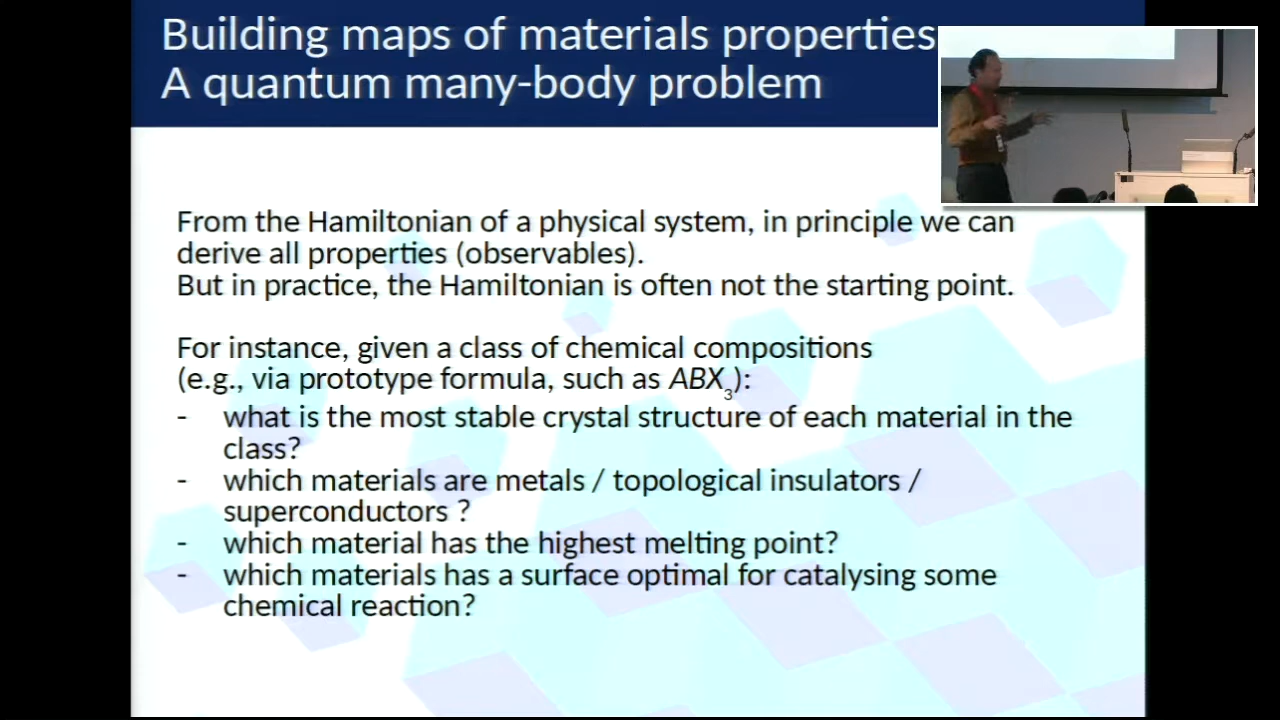 Building maps of materials properties
A quantum many-body problem
From the Hamiltonian of a physical system, in principle we can
derive all properties (observables).
But in practice, the Hamiltonian is often not the starting point.
For instance, given a class of chemical compositions
(e.g., via prototype formula, such as ABX₃):
- what is the most stable crystal structure of each material in the
class?
- which materials are metals / topological insulators /
superconductors ?
- which material has the highest melting point?
- which materials has a surface optimal for catalysing some
chemical reaction?